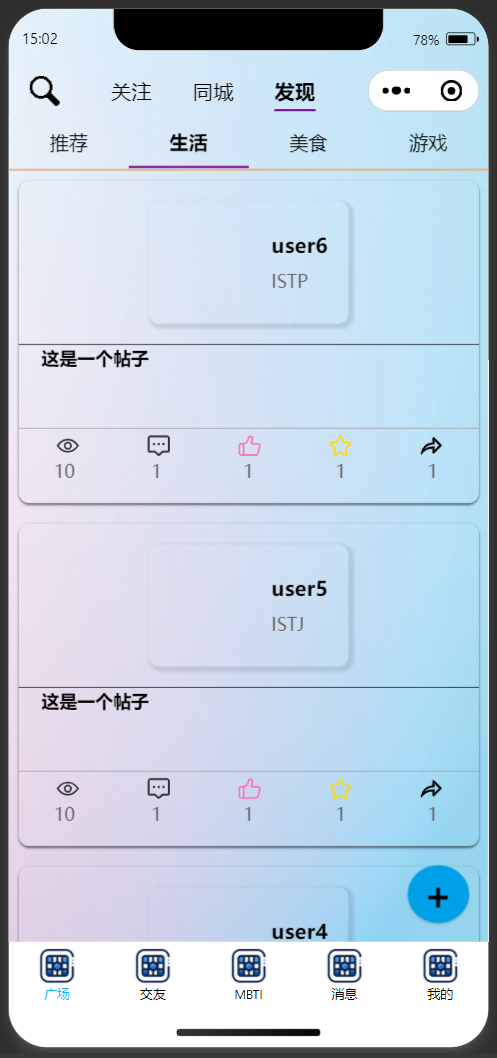 15:02 78%
关注 同城 发现
推荐 生活 美食 游戏
user6
ISTP
这是一个帖子
10 1 1 1 1
user5
ISTJ
这是一个帖子
10 1 1 1 1
user4
广场 交友 MBTI 消息 我的